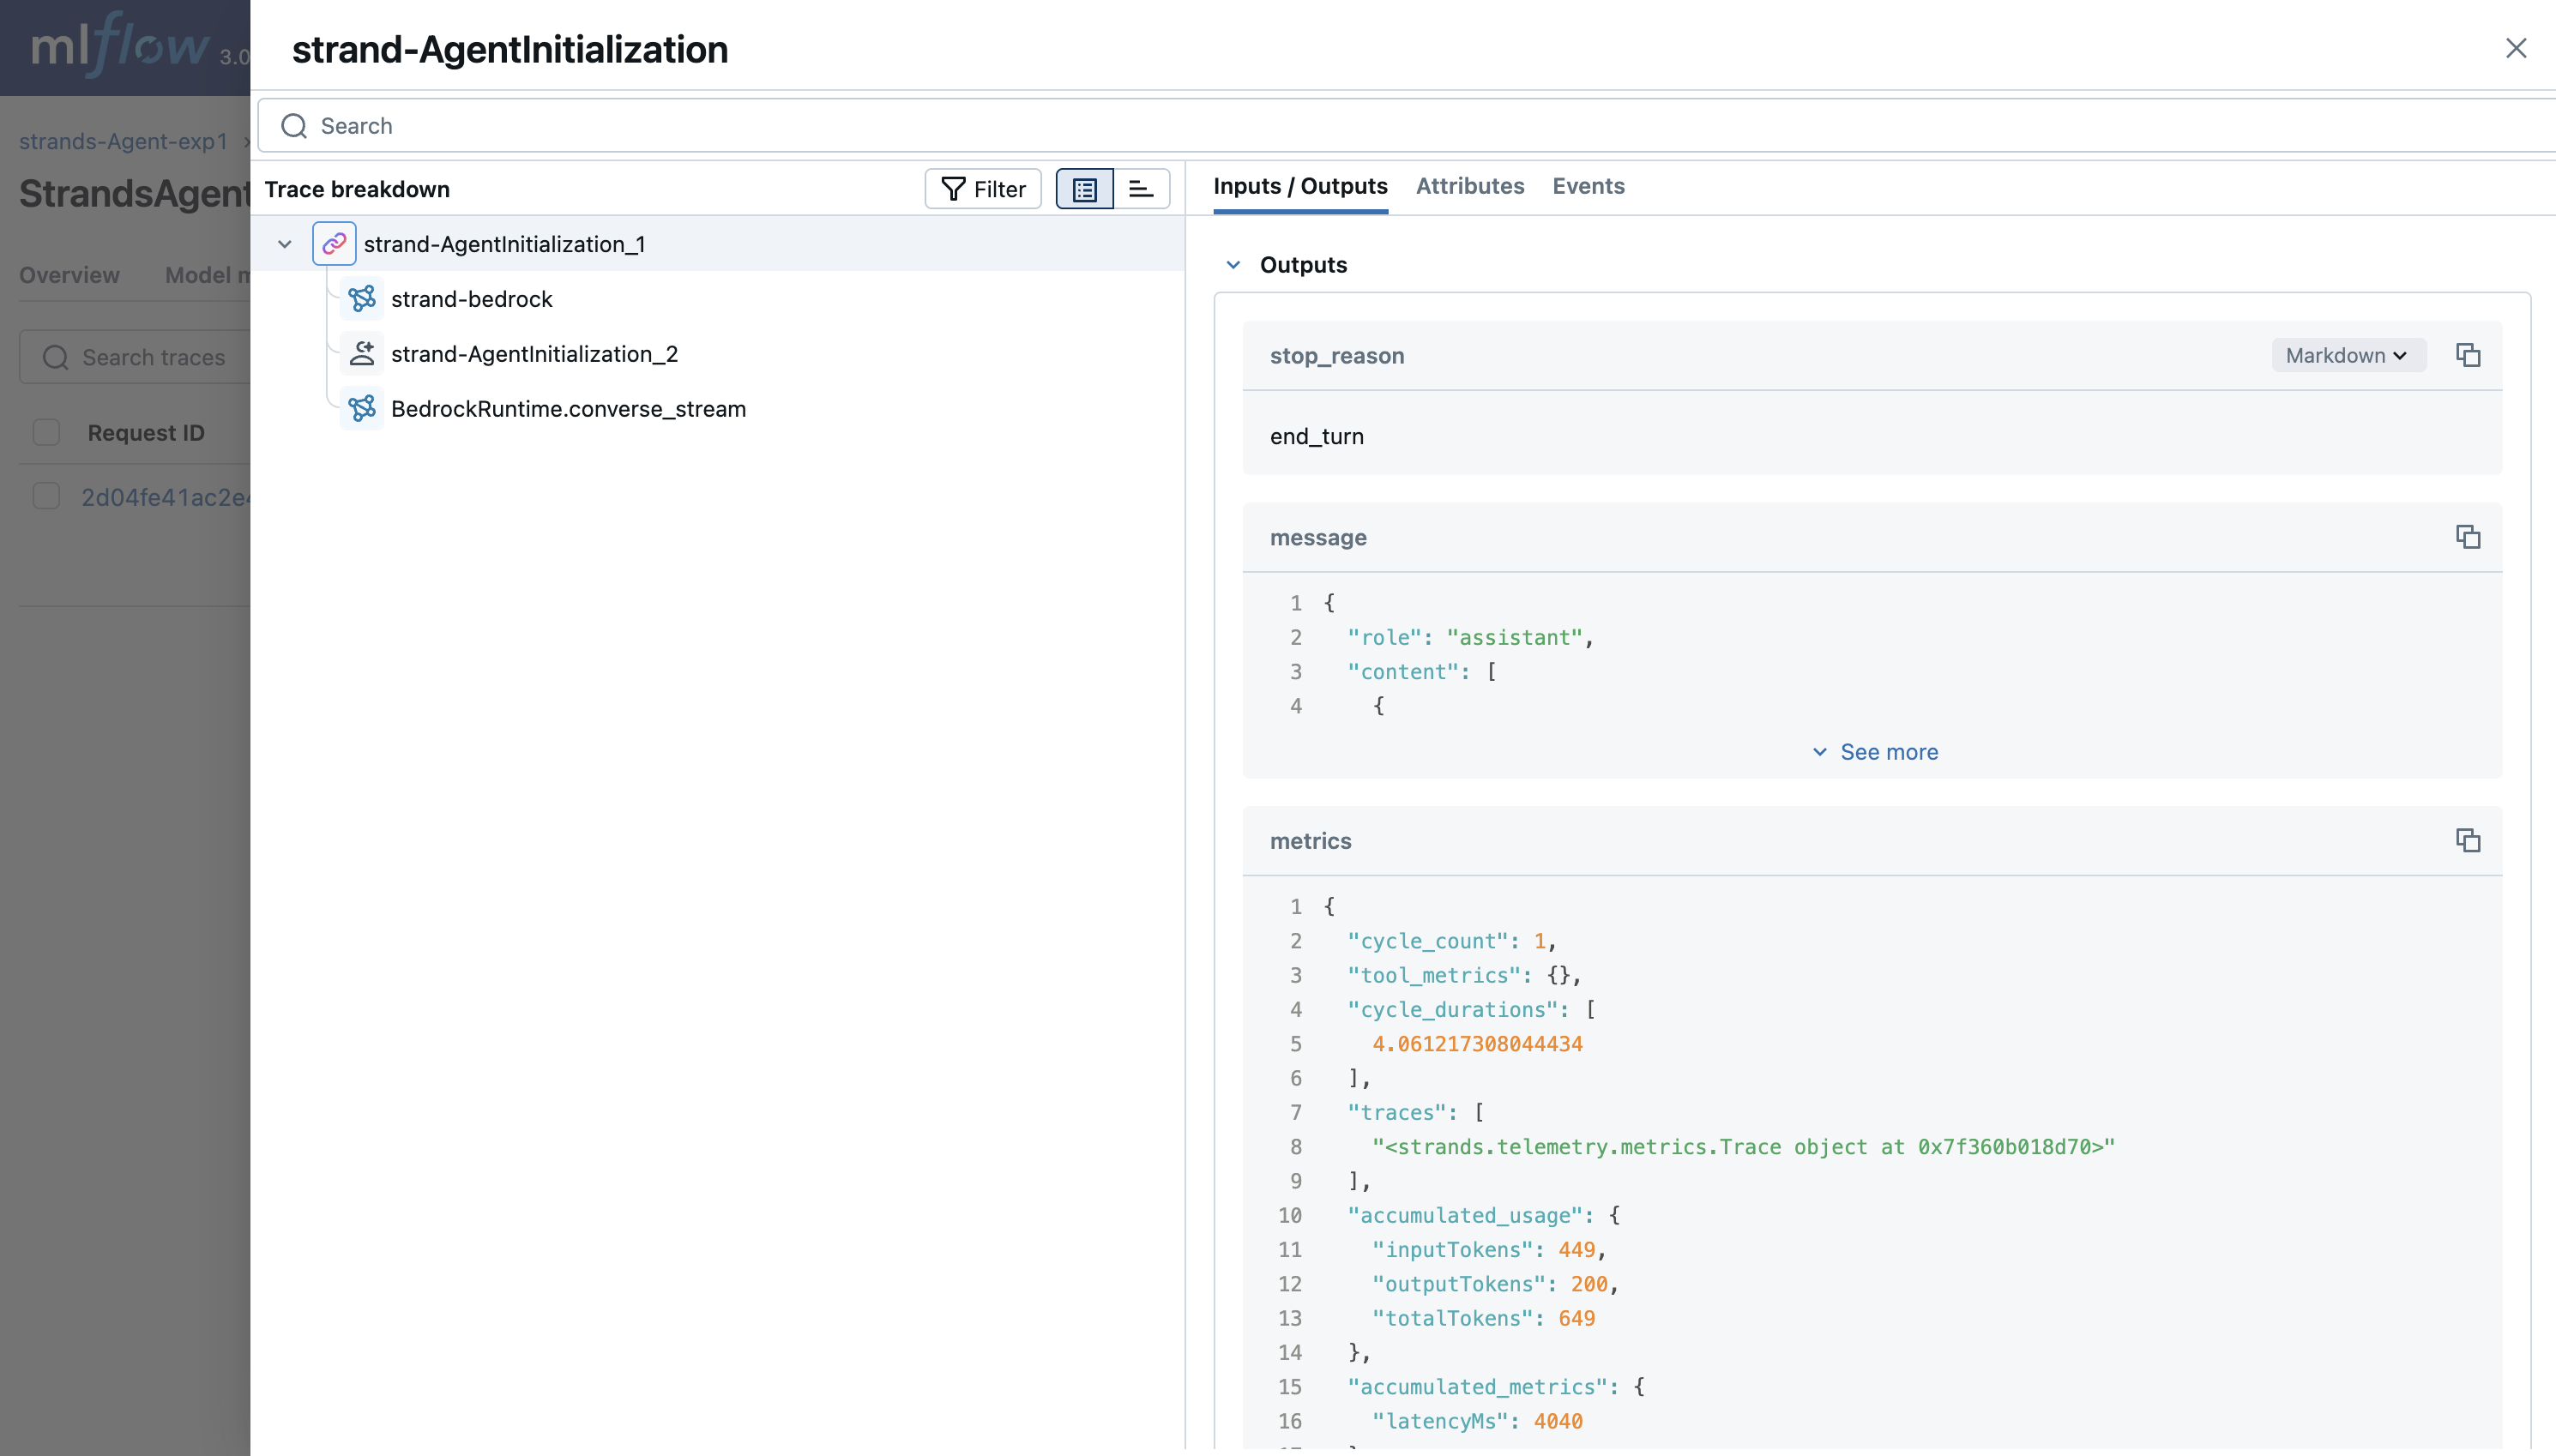 mlflow 3.0
strands-Agent-exp1
StrandsAgent
Overview Model m
Search traces
Request ID
2d04fe41ac2e4
strand-AgentInitialization
Search
Trace breakdown
Filter
strand-AgentInitialization_1
strand-bedrock
strand-AgentInitialization_2
BedrockRuntime.converse_stream
Inputs / Outputs Attributes Events
Outputs
stop_reason Markdown
end_turn
message
1 {
2 "role": "assistant",
3 "content": [
4 {
See more
metrics
1 {
2 "cycle_count": 1,
3 "tool_metrics": {},
4 "cycle_durations": [
5 4.061217308044434
6 ],
7 "traces": [
8 "<strands.telemetry.metrics.Trace object at 0x7f360b018d70>"
9 ],
10 "accumulated_usage": {
11 "inputTokens": 449,
12 "outputTokens": 200,
13 "totalTokens": 649
14 },
15 "accumulated_metrics": {
16 "latencyMs": 4040